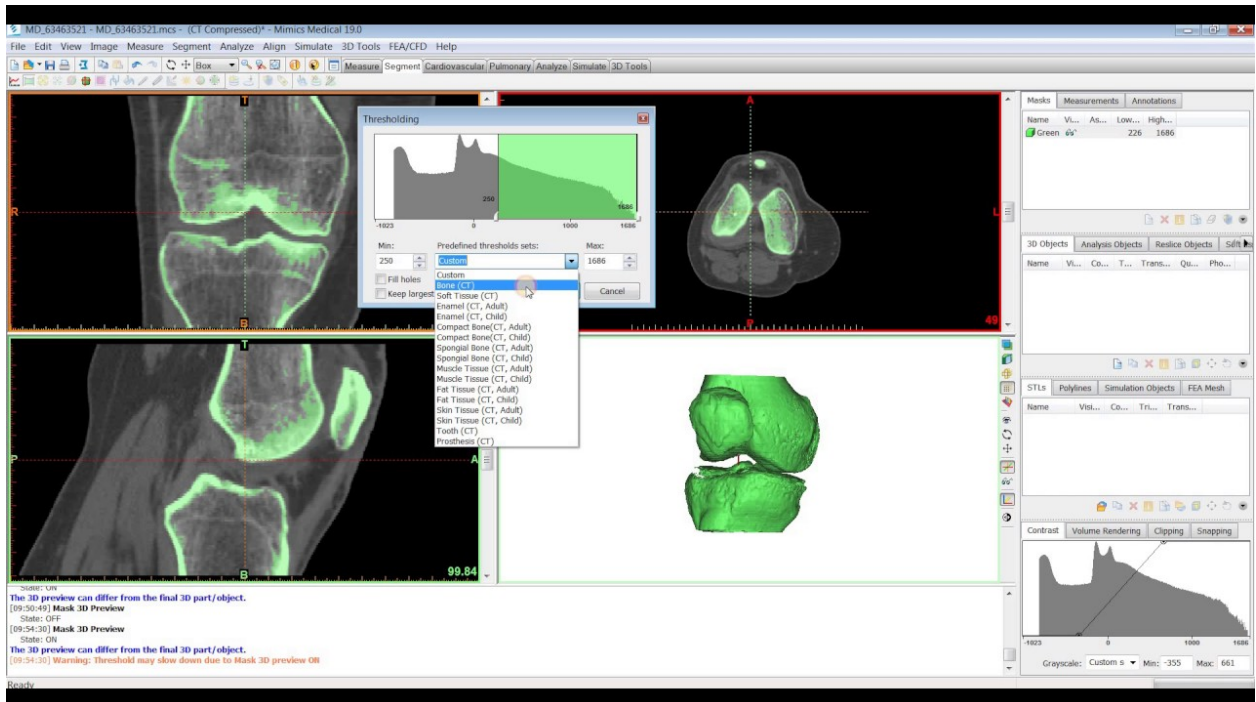 MD_63463521 - MD_63463521.mcs - (CT Compressed)* - Mimics Medical 19.0
File Edit View Image Measure Segment Analyze Align Simulate 3D Tools FEA/CFD Help
Box Measure Segment Cardiovascular Pulmonary Analyze Simulate 3D Tools
T
R
B
Thresholding
250
1686
-1023 0 1000 1686
Min: Predefined thresholds sets: Max:
250 Custom 1686
Fill holes
Keep largest
Cancel
Custom
Bone (CT)
Soft Tissue (CT)
Enamel (CT, Adult)
Enamel (CT, Child)
Compact Bone(CT, Adult)
Compact Bone(CT, Child)
Spongial Bone (CT, Adult)
Spongial Bone (CT, Child)
Muscle Tissue (CT, Adult)
Muscle Tissue (CT, Child)
Fat Tissue (CT, Adult)
Fat Tissue (CT, Child)
Skin Tissue (CT, Adult)
Skin Tissue (CT, Child)
Tooth (CT)
Prosthesis (CT)
A
L
P
49
T
P
A
B
99.84
Masks Measurements Annotations
Name Vi... As... Low... High...
Green 226 1686
3D Objects Analysis Objects Reslice Objects
Name Vi... Co... T... Trans... Qu... Pho...
STLs Polylines Simulation Objects FEA Mesh
Name Visi... Co... Tri... Trans...
Contrast Volume Rendering Clipping Snapping
-1023 0 1000 1686
Grayscale: Custom s Min: -355 Max: 661
State: ON
The 3D preview can differ from the final 3D part/object.
[09:50:49] Mask 3D Preview
State: OFF
[09:54:30] Mask 3D Preview
State: ON
The 3D preview can differ from the final 3D part/object.
[09:54:30] Warning: Threshold may slow down due to Mask 3D preview ON
Ready